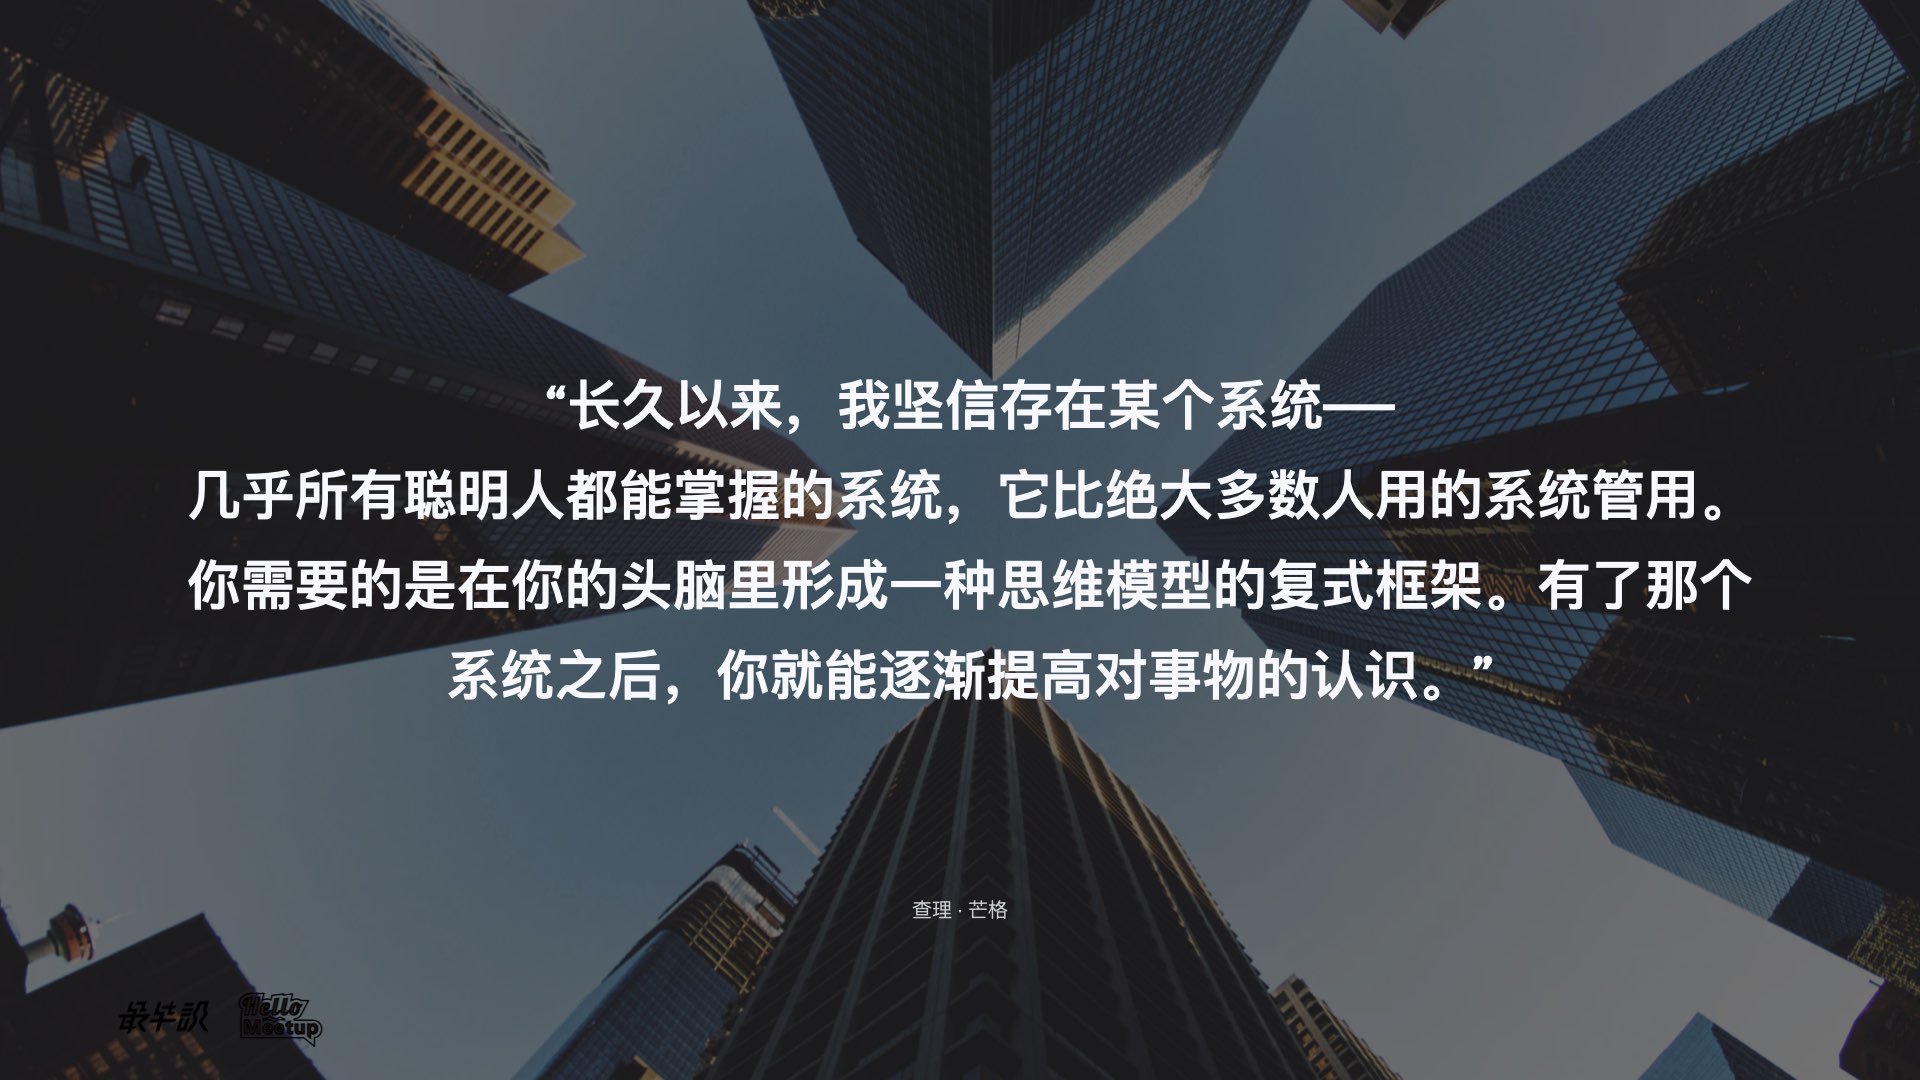 “长久以来，我坚信存在某个系统——
几乎所有聪明人都能掌握的系统，它比绝大多数人用的系统管用。
你需要的是在你的头脑里形成一种思维模型的复式框架。有了那个
系统之后，你就能逐渐提高对事物的认识。”
查理 · 芒格
Hello
Meetup